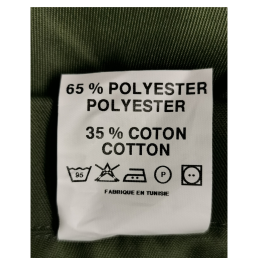 65 % POLYESTER
POLYESTER
35 % COTON
COTTON
95 P
FABRIQUE EN TUNISIE